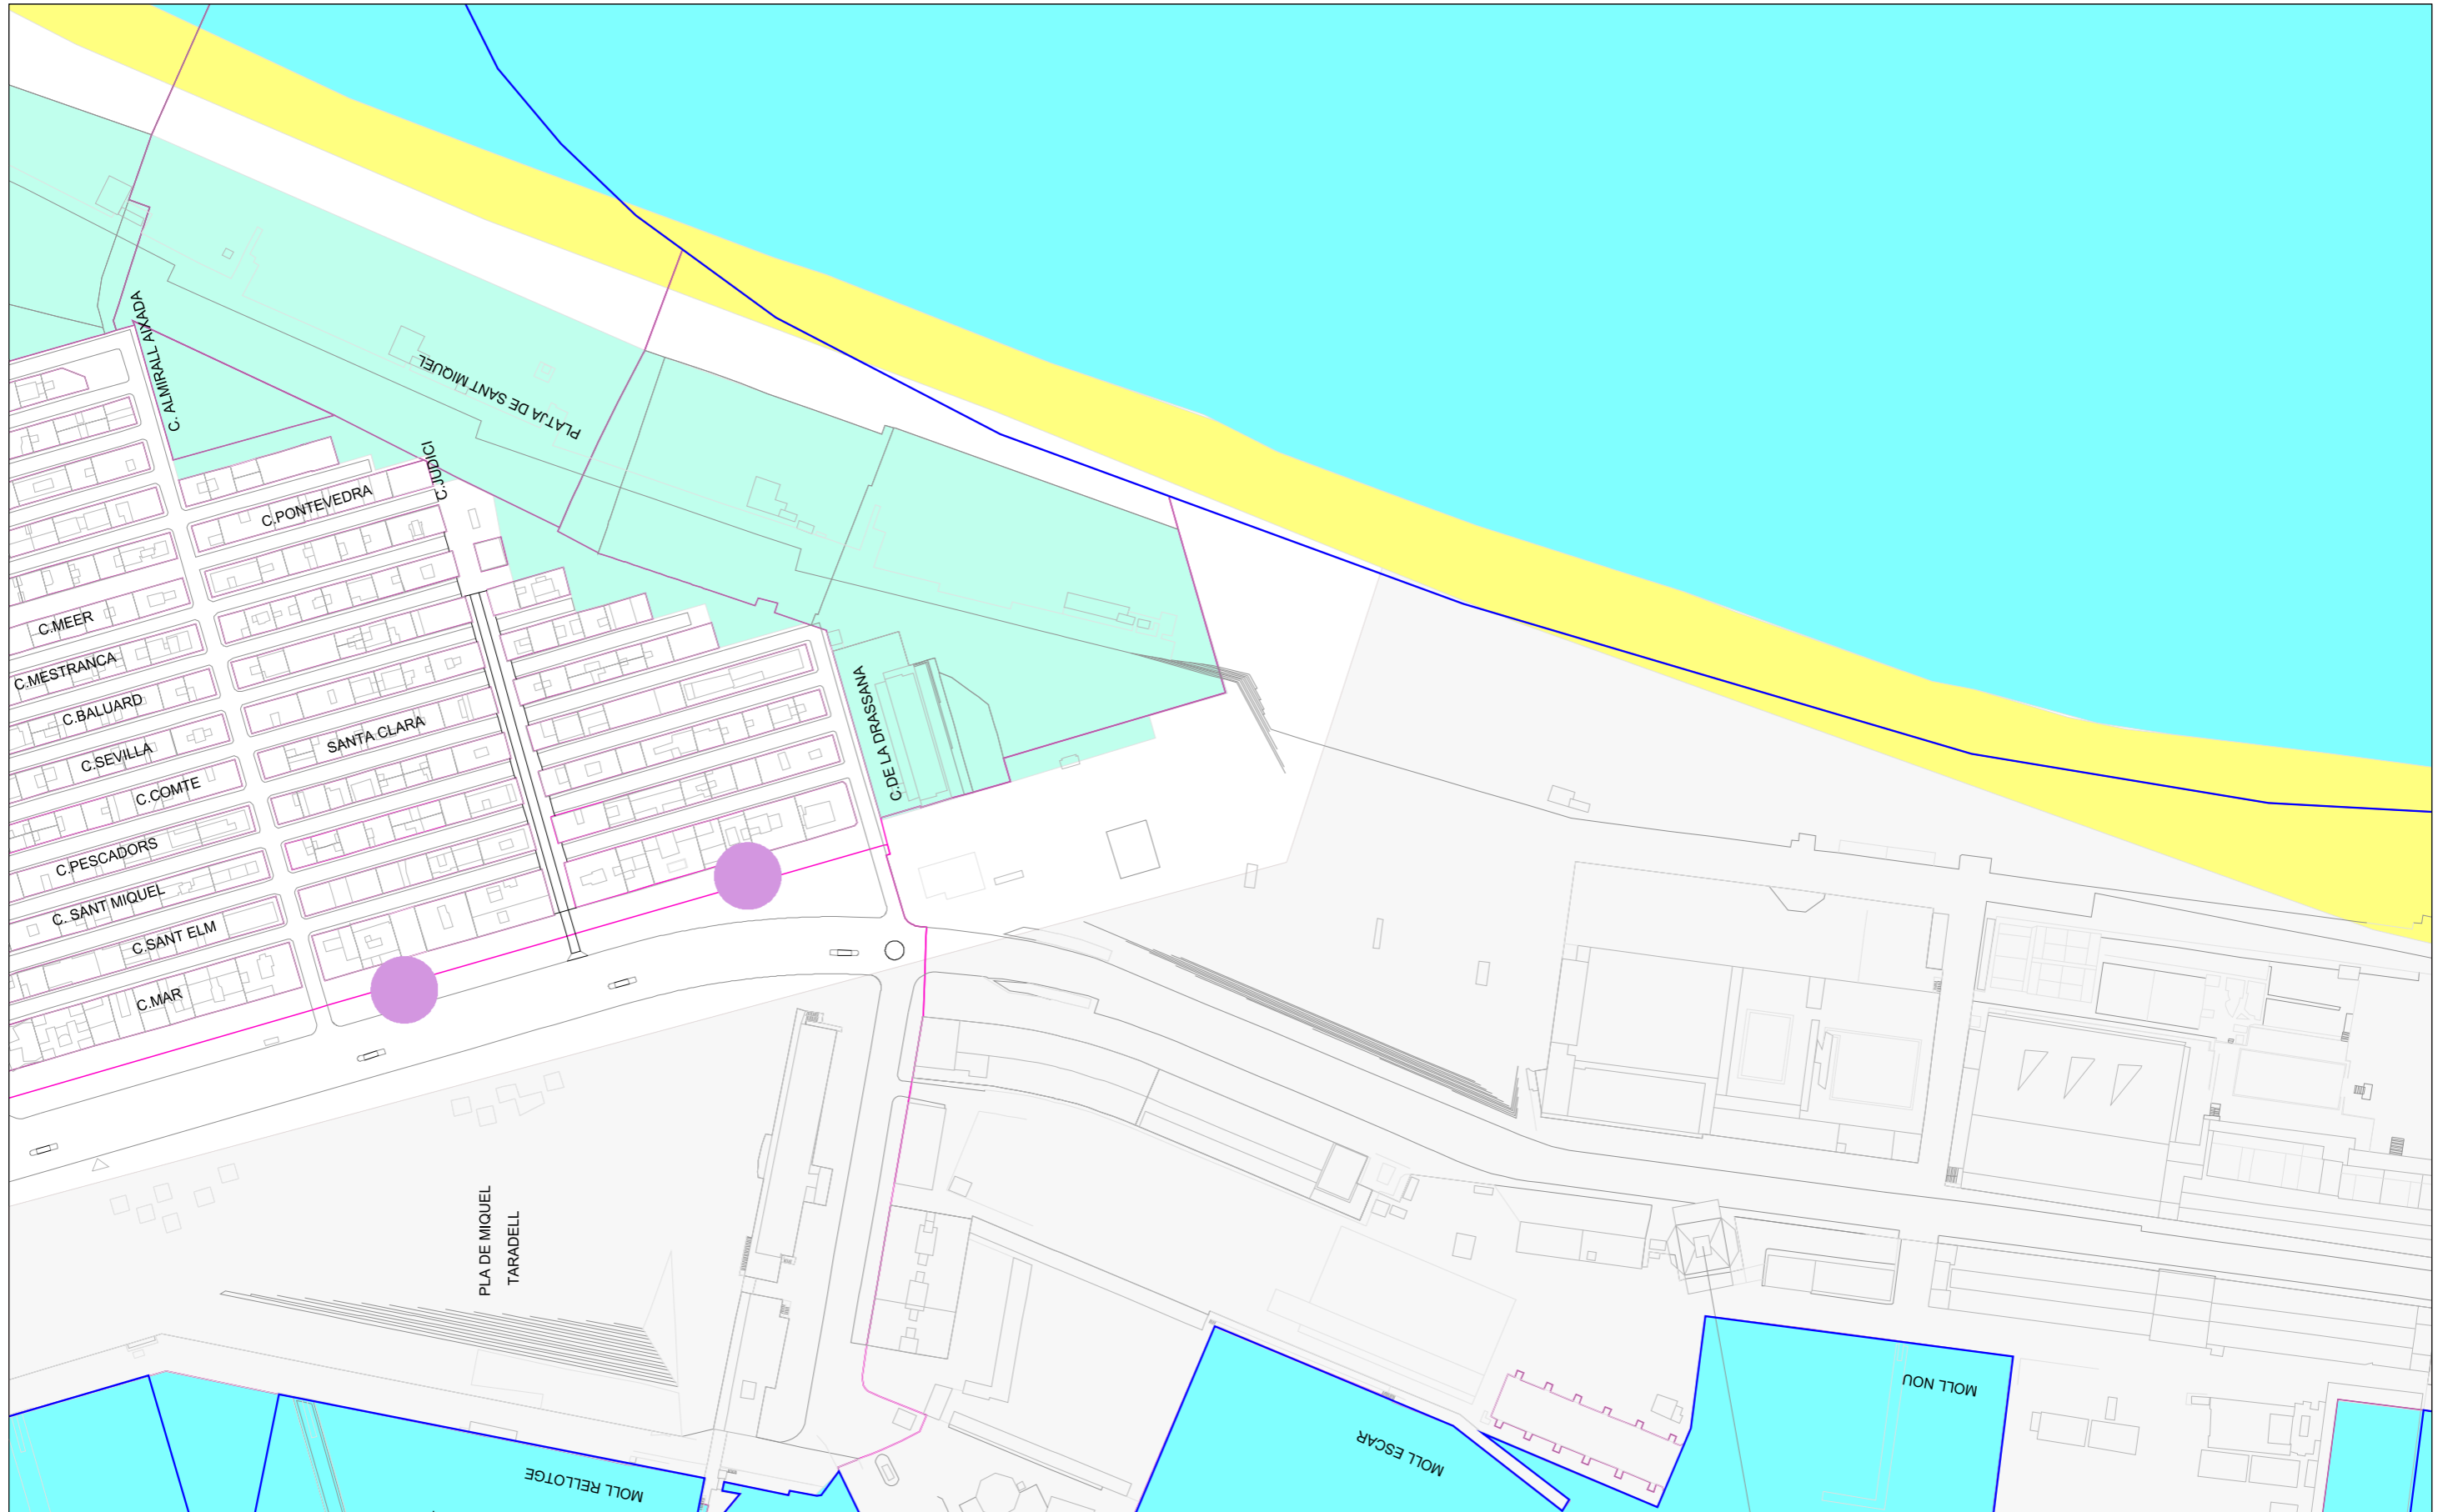 C. ALMIRALL AIXADA
PLATJA DE SANT MIQUEL
C.JUDICI
C.PONTEVEDRA
C.MEER
C.MESTRANCA
C.BALUARD
C.SEVILLA
SANTA CLARA
C.COMTE
C.DE LA DRASSANA
C.PESCADORS
C. SANT MIQUEL
C.SANT ELM
C.MAR
PLA DE MIQUEL
TARADELL
MOLL RELLOTGE
MOLL ESCAR
MOLL NOU